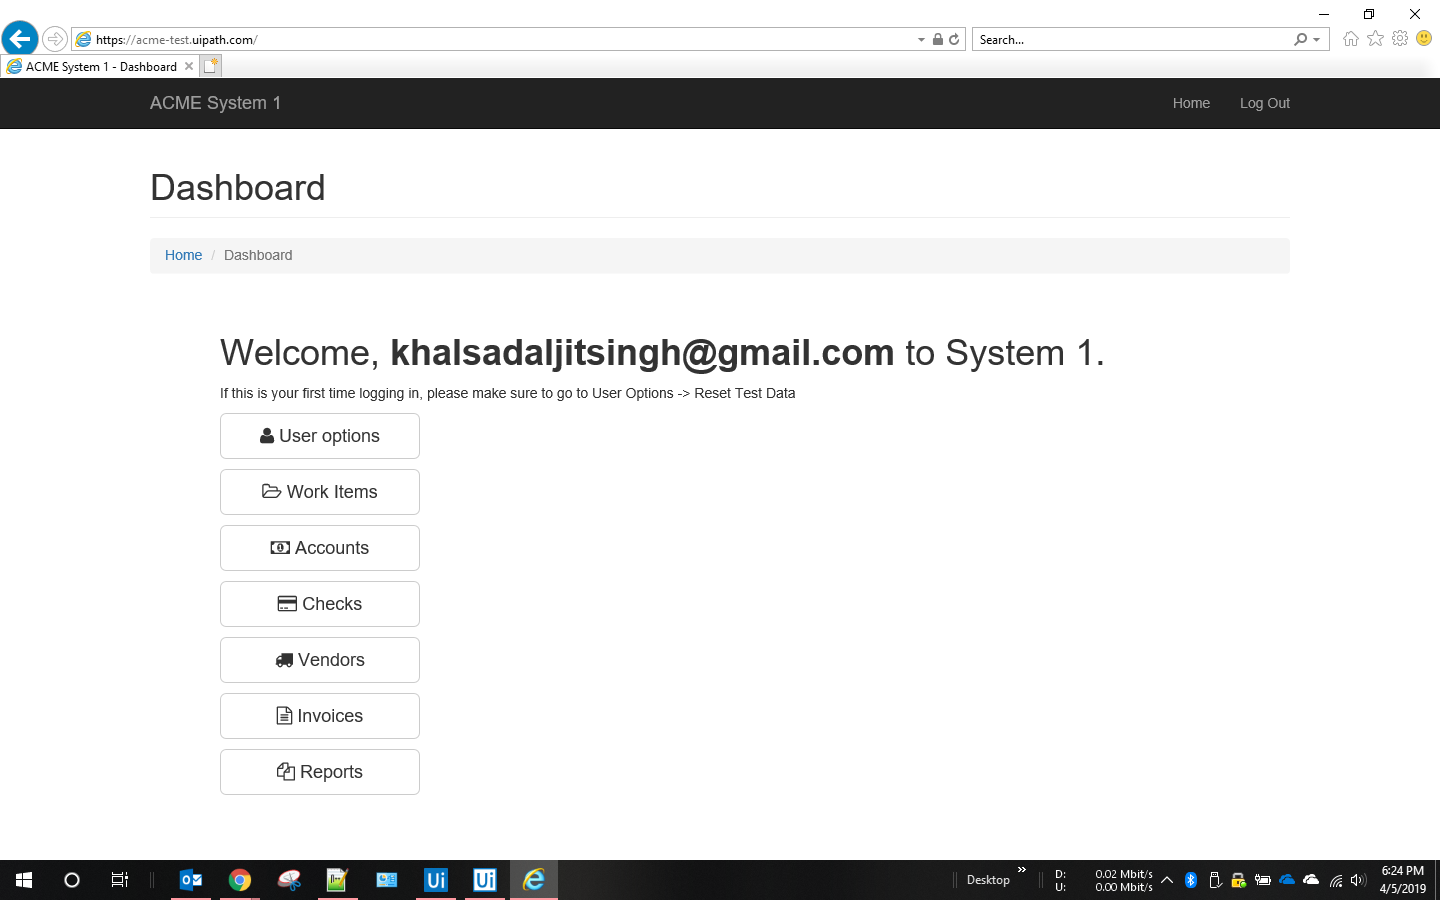 https://acme-test.uipath.com/
Search...
ACME System 1 - Dashboard
ACME System 1
Home
Log Out
Dashboard
Home / Dashboard
Welcome, khalsadaljitsingh@gmail.com to System 1.
If this is your first time logging in, please make sure to go to User Options -> Reset Test Data
User options
Work Items
Accounts
Checks
Vendors
Invoices
Reports
Ui
Ui
Desktop
D: 0.02 Mbit/s
U: 0.00 Mbit/s
6:24 PM
4/5/2019